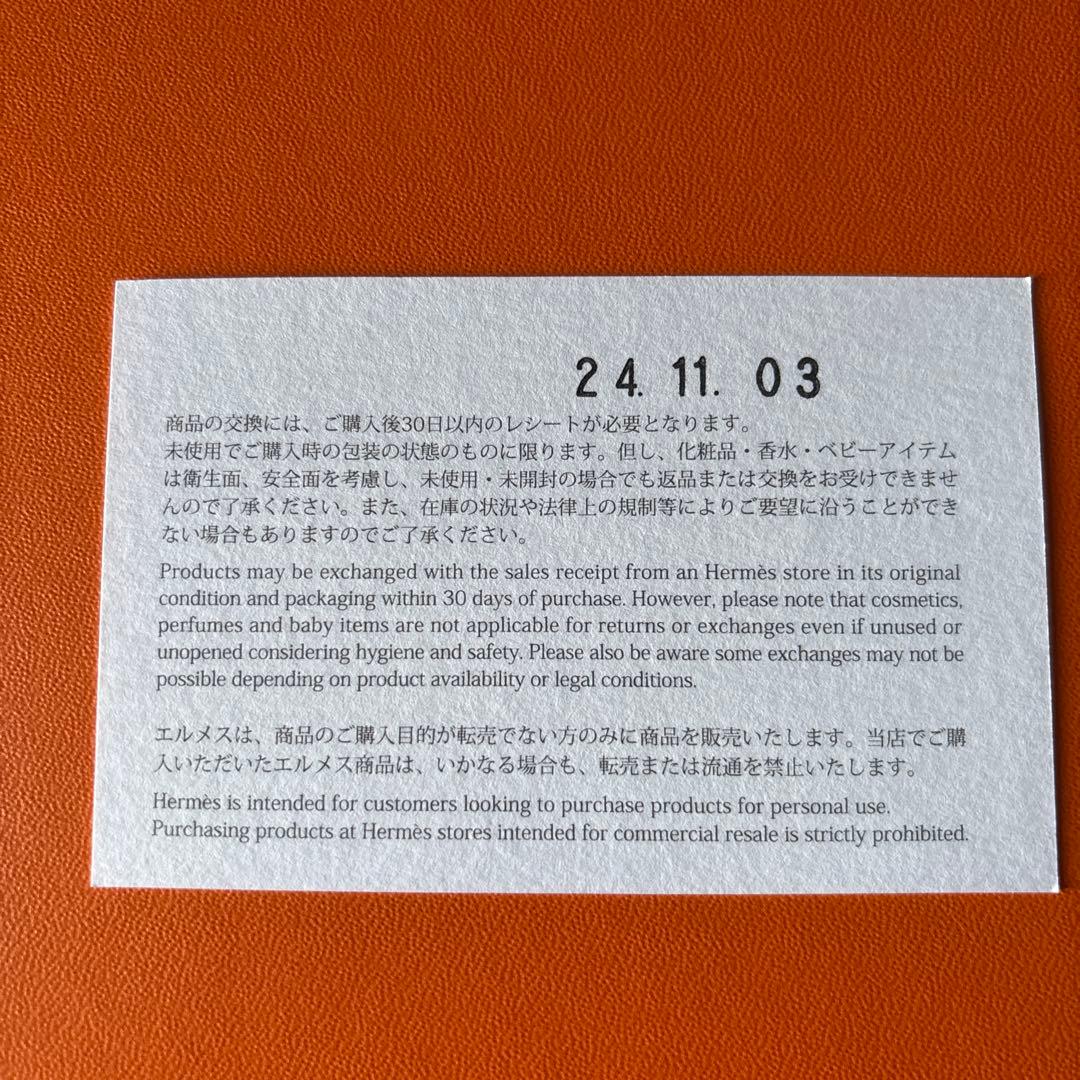 24. 11. 03
商品の交換には、ご購入後30日以内のレシートが必要となります。
未使用でご購入時の包装の状態のものに限ります。但し、化粧品・香水・ベビーアイテム
は衛生面、安全面を考慮し、未使用・未開封の場合でも返品または交換をお受けできませ
んので了承ください。また、在庫の状況や法律上の規制等によりご要望に沿うことができ
ない場合もありますのでご了承ください。
Products may be exchanged with the sales receipt from an Hermès store in its original
condition and packaging within 30 days of purchase. However, please note that cosmetics,
perfumes and baby items are not applicable for returns or exchanges even if unused or
unopened considering hygiene and safety. Please also be aware some exchanges may not be
possible depending on product availability or legal conditions.
エルメスは、商品のご購入目的が転売でない方のみに商品を販売いたします。当店でご購
入いただいたエルメス商品は、いかなる場合も、転売または流通を禁止いたします。
Hermès is intended for customers looking to purchase products for personal use.
Purchasing products at Hermès stores intended for commercial resale is strictly prohibited.